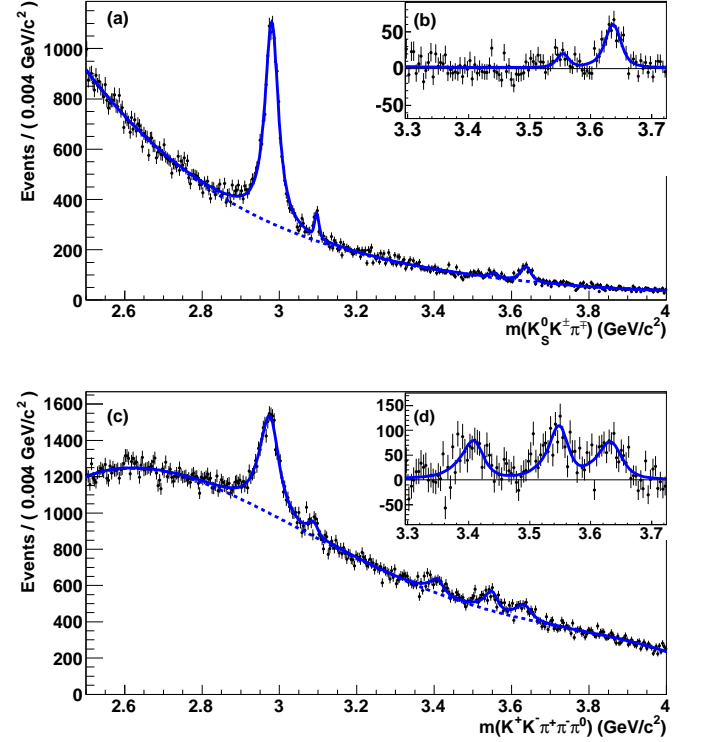 (a)
(b)
Events / ( 0.004 GeV/c² )
1000
800
600
400
200
0
50
0
-50
3.3 3.4 3.5 3.6 3.7
2.6 2.8 3 3.2 3.4 3.6 3.8 4
m(K⁰_S K^±π^∓) (GeV/c²)
(c)
(d)
Events / ( 0.004 GeV/c² )
1600
1400
1200
1000
800
600
400
200
0
150
100
50
0
-50
3.3 3.4 3.5 3.6 3.7
2.6 2.8 3 3.2 3.4 3.6 3.8 4
m(K⁺K⁻π⁺π⁻π⁰) (GeV/c²)